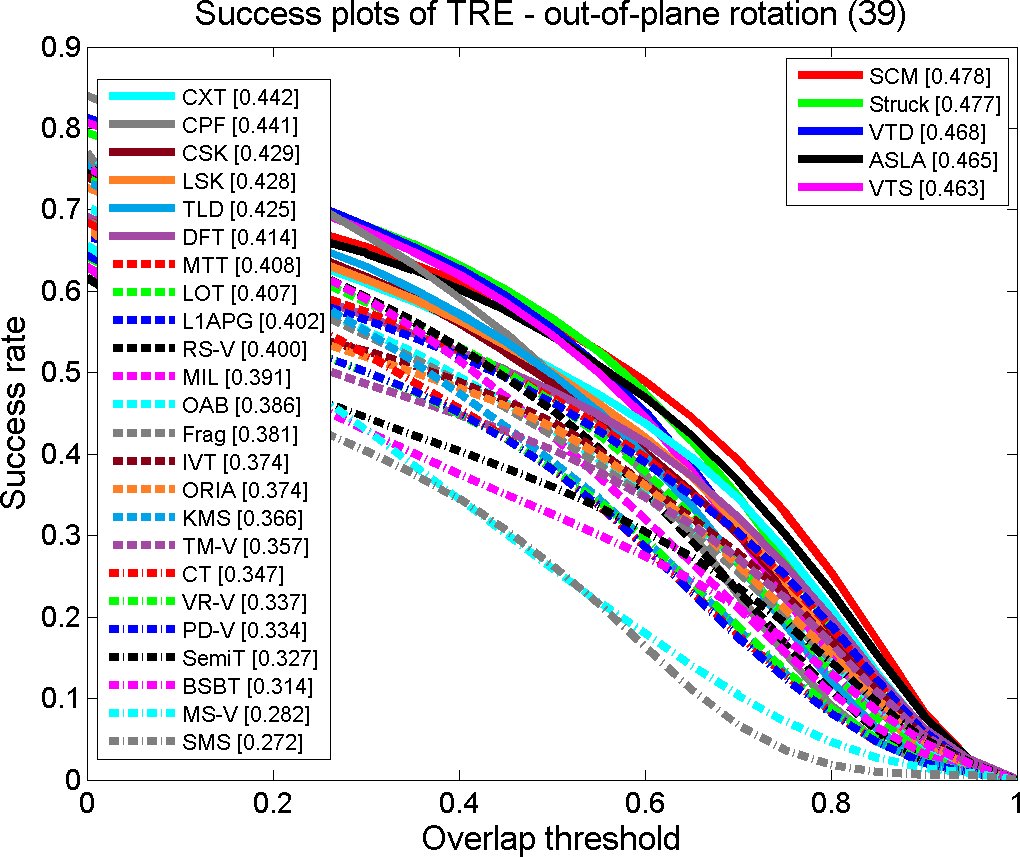 Success plots of TRE - out-of-plane rotation (39)
0.9
0.8
0.7
0.6
0.5
0.4
0.3
0.2
0.1
0
Success rate
CXT [0.442]
CPF [0.441]
CSK [0.429]
LSK [0.428]
TLD [0.425]
DFT [0.414]
MTT [0.408]
LOT [0.407]
L1APG [0.402]
RS-V [0.400]
MIL [0.391]
OAB [0.386]
Frag [0.381]
IVT [0.374]
ORIA [0.374]
KMS [0.366]
TM-V [0.357]
CT [0.347]
VR-V [0.337]
PD-V [0.334]
SemiT [0.327]
BSBT [0.314]
MS-V [0.282]
SMS [0.272]
SCM [0.478]
Struck [0.477]
VTD [0.468]
ASLA [0.465]
VTS [0.463]
0 0.2 0.4 0.6 0.8 1
Overlap threshold